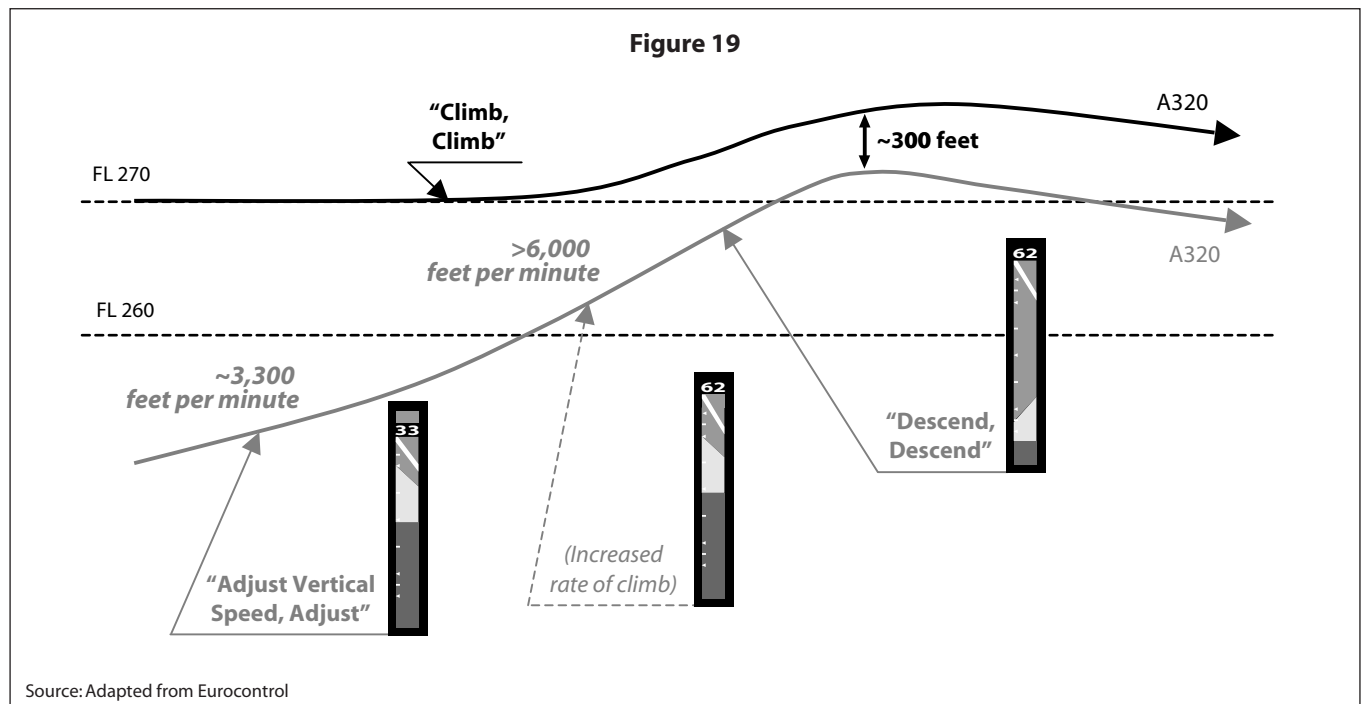 Figure 19
“Climb,
Climb”
A320
~300 feet
FL 270
>6,000
feet per minute
A320
62
FL 260
~3,300
feet per minute
62
33
“Descend,
Descend”
(Increased
rate of climb)
“Adjust Vertical
Speed, Adjust”
Source: Adapted from Eurocontrol